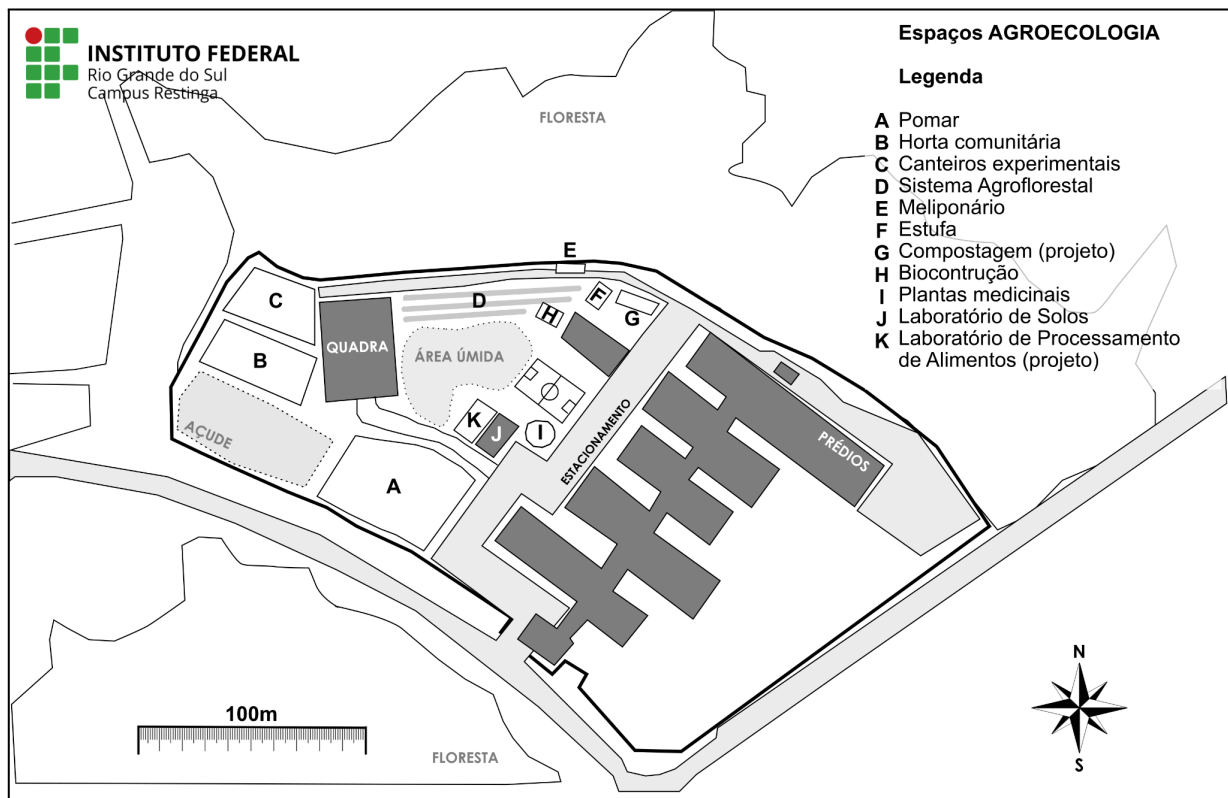 INSTITUTO FEDERAL
Rio Grande do Sul
Campus Restinga
Espaços AGROECOLOGIA
Legenda
A Pomar
B Horta comunitária
C Canteiros experimentais
D Sistema Agroflorestal
E Meliponário
F Estufa
G Compostagem (projeto)
H Biocontrução
I Plantas medicinais
J Laboratório de Solos
K Laboratório de Processamento
de Alimentos (projeto)
FLORESTA
E
C
D
F
G
H
QUADRA
ÁREA ÚMIDA
B
K
J
I
AÇUDE
A
ESTACIONAMENTO
PRÉDIOS
100m
FLORESTA
N
S